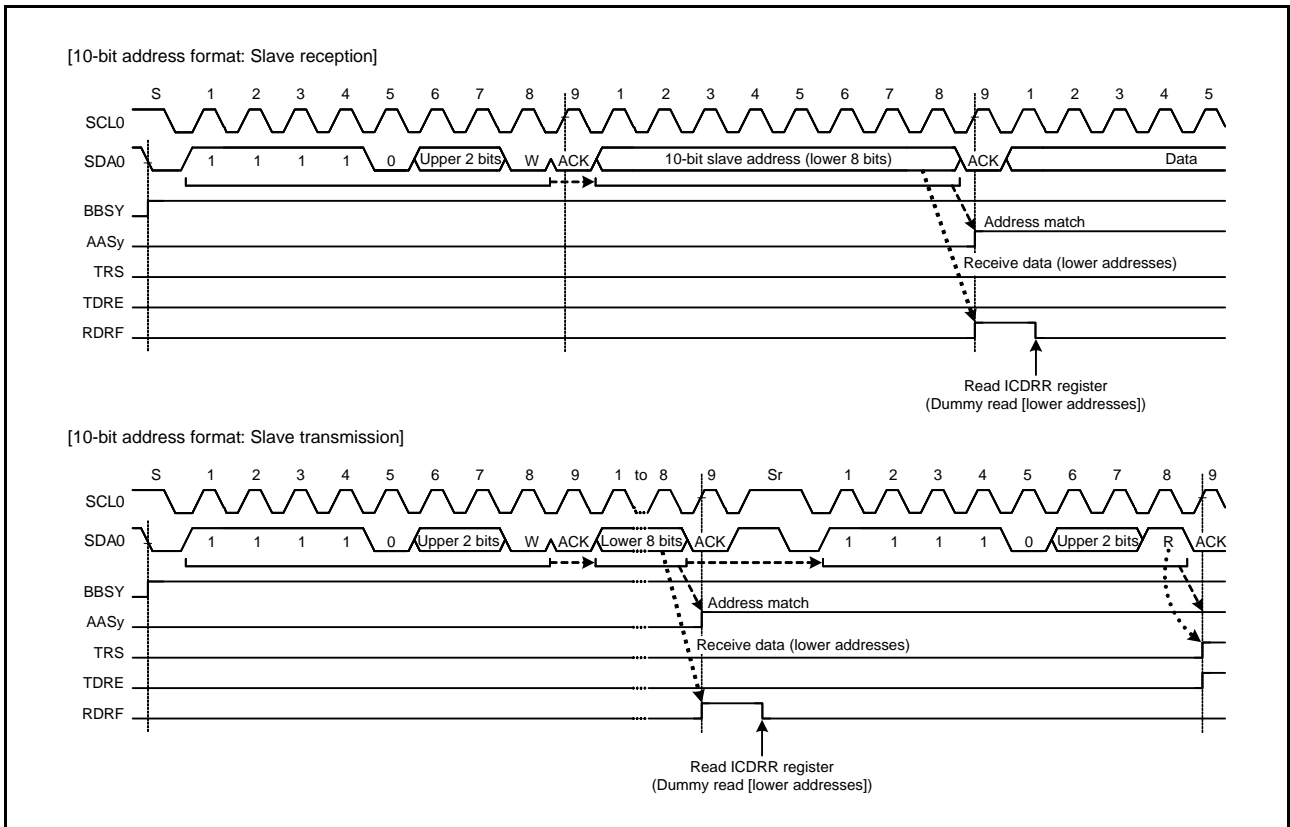 [10-bit address format: Slave reception]
S 1 2 3 4 5 6 7 8 9 1 2 3 4 5 6 7 8 9 1 2 3 4 5
SCL0
SDA0 1 1 1 1 0 Upper 2 bits W ACK 10-bit slave address (lower 8 bits) ACK Data
BBSY
Address match
AASy
Receive data (lower addresses)
TRS
TDRE
RDRF
Read ICDRR register
(Dummy read [lower addresses])
[10-bit address format: Slave transmission]
S 1 2 3 4 5 6 7 8 9 1 to 8 9 Sr 1 2 3 4 5 6 7 8 9
SCL0
SDA0 1 1 1 1 0 Upper 2 bits W ACK Lower 8 bits ACK 1 1 1 1 0 Upper 2 bits R ACK
BBSY
Address match
AASy
Receive data (lower addresses)
TRS
TDRE
RDRF
Read ICDRR register
(Dummy read [lower addresses])